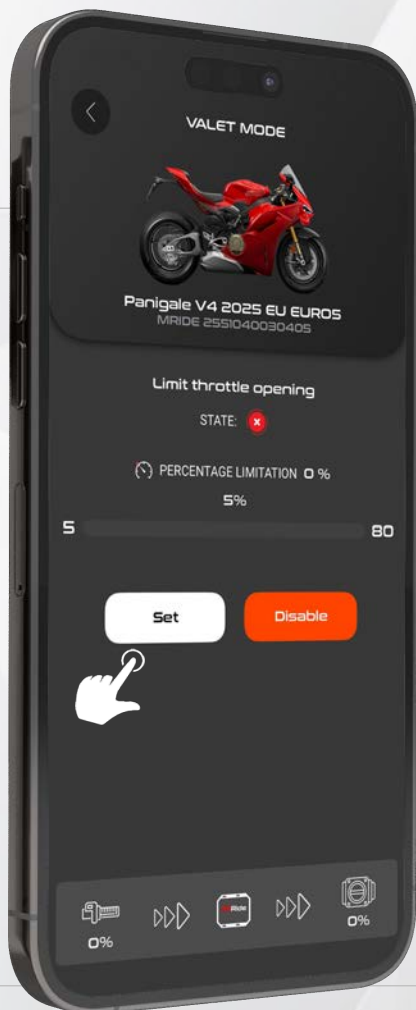 VALET MODE
Panigale V4 2025 EU EURO5
MRIDE 2551040030405
Limit throttle opening
STATE: x
PERCENTAGE LIMITATION 0 %
5%
5 80
Set Disable
0% 0%